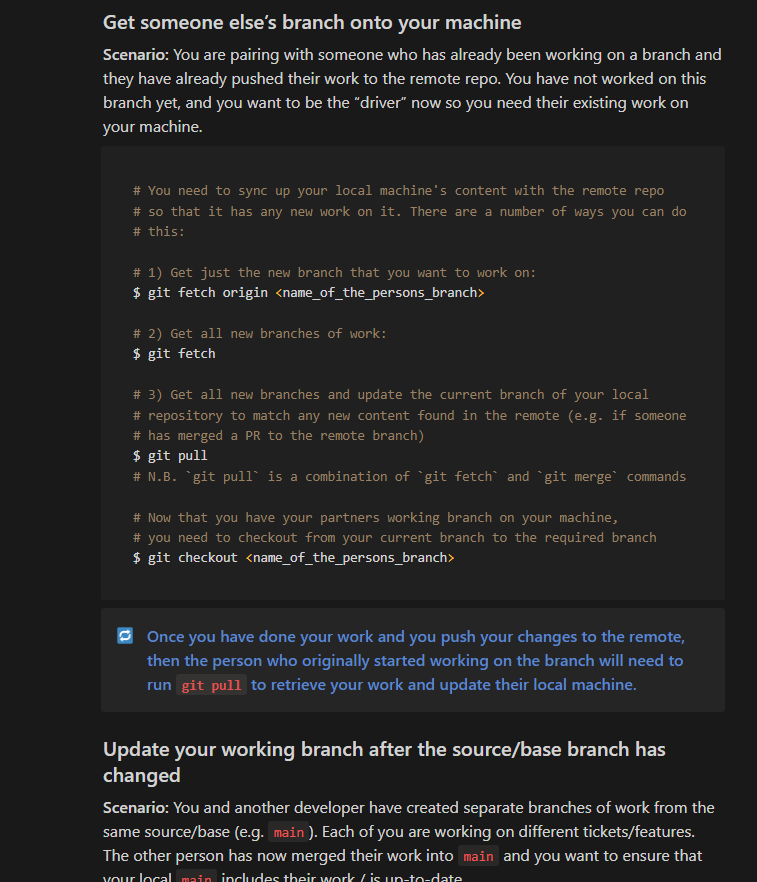 Get someone else’s branch onto your machine
Scenario: You are pairing with someone who has already been working on a branch and
they have already pushed their work to the remote repo. You have not worked on this
branch yet, and you want to be the “driver” now so you need their existing work on
your machine.
# You need to sync up your local machine's content with the remote repo
# so that it has any new work on it. There are a number of ways you can do
# this:
# 1) Get just the new branch that you want to work on:
$ git fetch origin <name_of_the_persons_branch>
# 2) Get all new branches of work:
$ git fetch
# 3) Get all new branches and update the current branch of your local
# repository to match any new content found in the remote (e.g. if someone
# has merged a PR to the remote branch)
$ git pull
# N.B. `git pull` is a combination of `git fetch` and `git merge` commands
# Now that you have your partners working branch on your machine,
# you need to checkout from your current branch to the required branch
$ git checkout <name_of_the_persons_branch>
Once you have done your work and you push your changes to the remote,
then the person who originally started working on the branch will need to
run git pull to retrieve your work and update their local machine.
Update your working branch after the source/base branch has
changed
Scenario: You and another developer have created separate branches of work from the
same source/base (e.g. main ). Each of you are working on different tickets/features.
The other person has now merged their work into main and you want to ensure that
your local main includes their work / is up-to-date